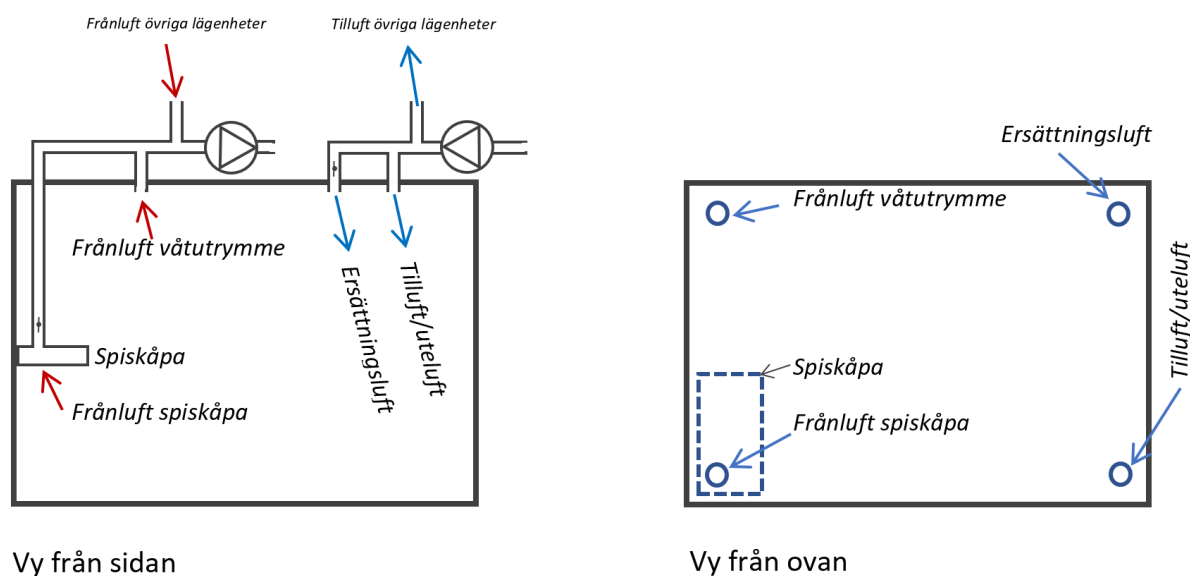 Frånluft övriga lägenheter
Tilluft övriga lägenheter
Frånluft våtutrymme
Ersättningsluft
Tilluft/uteluft
Spiskåpa
Frånluft spiskåpa
Vy från sidan
Ersättningsluft
Frånluft våtutrymme
Tilluft/uteluft
Spiskåpa
Frånluft spiskåpa
Vy från ovan